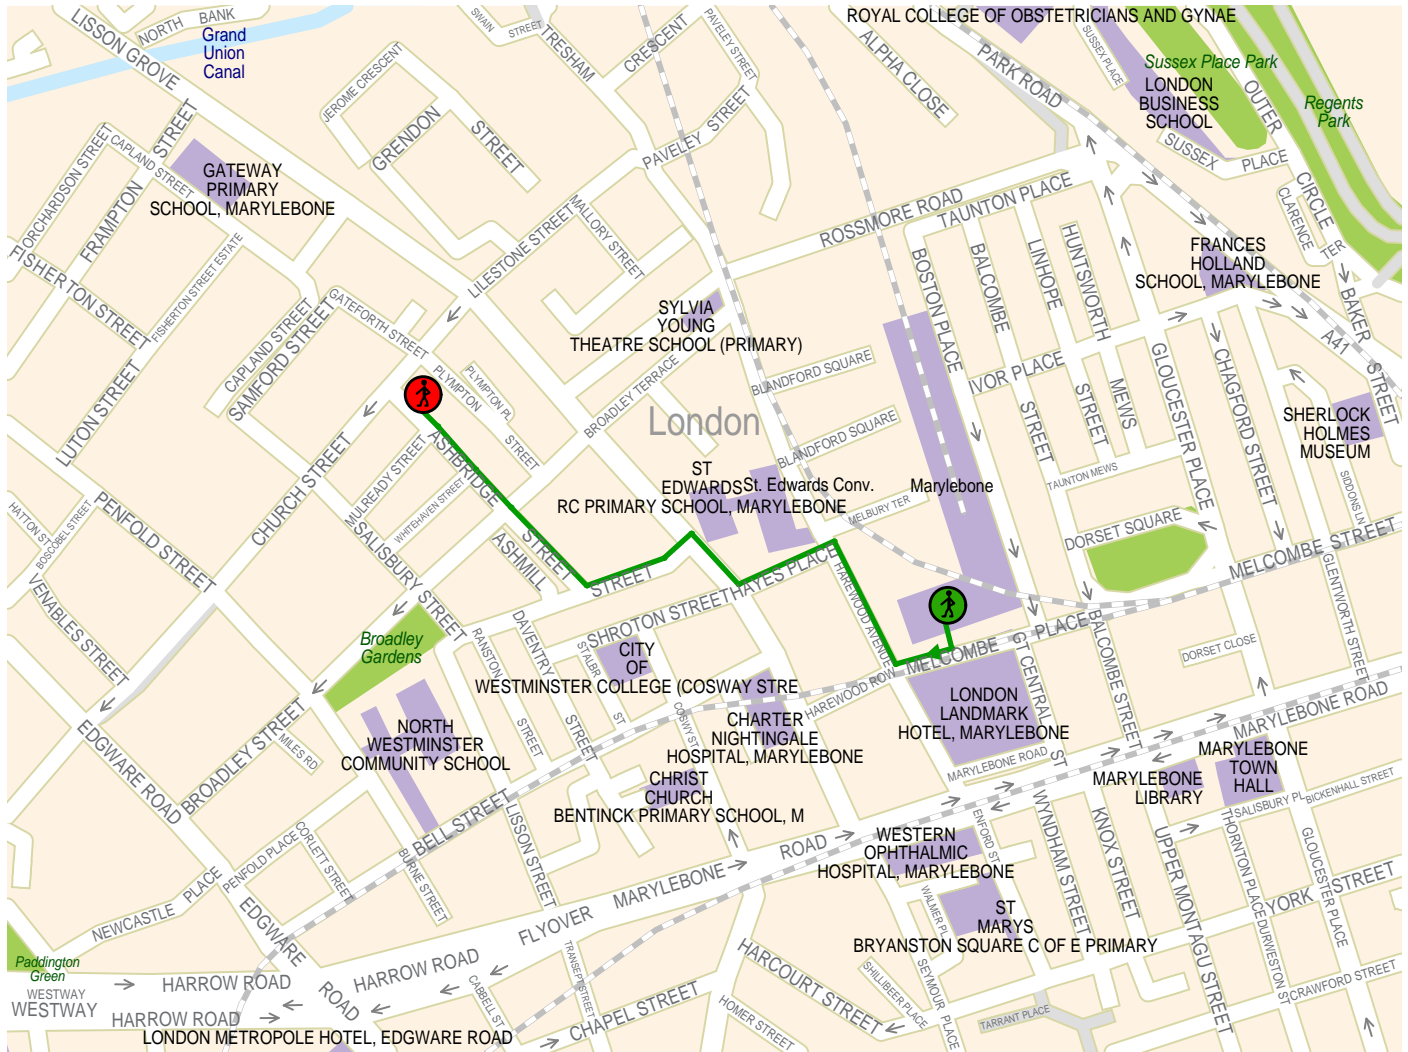 LISSON GROVE
NORTH BANK
Grand
Union
Canal
SWAIN STREET
TRESHAM
CRESCENT
PAVELEY STREET
ALPHA CLOSE
ROYAL COLLEGE OF OBSTETRICIANS AND GYNAE
PARK ROAD
SUSSEX PLACE
Sussex Place Park
LONDON
BUSINESS
SCHOOL
OUTER
CIRCLE
Regents
Park
SUSSEX PLACE
CLARENCE
TER
JEROME CRESCENT
GRENDON
STREET
PAVELEY STREET
ORCHARDSON STREET
CAPLAND STREET
FRAMPTON
STREET
GATEWAY
PRIMARY
SCHOOL, MARYLEBONE
FISHERTON STREET
FISHERTON STREET ESTATE
MALLORY STREET
LILESTONE STREET
ROSSMORE ROAD
TAUNTON PLACE
BOSTON PLACE
BALCOMBE
STREET
LINHOPE
STREET
HUNTSWORTH
MEWS
FRANCES
HOLLAND
SCHOOL, MARYLEBONE
BAKER
STREET
A41
GATEFORTH STREET
CAPLAND STREET
SAMFORD STREET
SYLVIA
YOUNG
THEATRE SCHOOL (PRIMARY)
BLANDFORD SQUARE
IVOR PLACE
GLOUCESTER PLACE
CHAGFORD STREET
LUTON STREET
PLYMPTON
STREET
PLYMPTON PL
BROADLEY TERRACE
London
BLANDFORD SQUARE
SHERLOCK
HOLMES
MUSEUM
SIDDONS LN
CHURCH STREET
MULREADY STREET
WHITEHAVEN STREET
ASHBRIDGE
STREET
ST
EDWARDS
RC PRIMARY SCHOOL, MARYLEBONE
St. Edwards Conv.
Marylebone
MELBURY TER
TAUNTON MEWS
DORSET SQUARE
MELCOMBE STREET
HATTON ST
BOSCOBEL STREET
PENFOLD STREET
VENABLES STREET
SALISBURY
STREET
ASHMILL
STREET
HAYES PLACE
SHROTON STREET
HAREWOOD AVENUE
MELCOMBE PLACE
HAREWOOD ROW
GT CENTRAL
ST
BALCOMBE STREET
DORSET CLOSE
GLENTWORTH STREET
Broadley
Gardens
RANSTON
STREET
DAVENTRY
STREET
ST ALBR
ST
CITY
OF
WESTMINSTER COLLEGE (COSWAY STRE
COSWY ST
LONDON
LANDMARK
HOTEL, MARYLEBONE
MARYLEBONE ROAD
MARYLEBONE ROAD
EDGWARE ROAD
BROADLEY STREET
MILES RD
NORTH
WESTMINSTER
COMMUNITY SCHOOL
CHARTER
NIGHTINGALE
HOSPITAL, MARYLEBONE
CHRIST
CHURCH
BENTINCK PRIMARY SCHOOL, M
MARYLEBONE
LIBRARY
MARYLEBONE
TOWN
HALL
SALISBURY PL
BICKENHALL STREET
BELL STREET
LISSON STREET
PENFOLD PLACE
CORLETT STREET
BURNE STREET
NEWCASTLE PLACE
MARYLEBONE
ROAD
FLYOVER
WESTERN
OPHTHALMIC
HOSPITAL, MARYLEBONE
ENFORD ST
WYNDHAM STREET
KNOX STREET
UPPER MONTAGU STREET
THORNTON PLACE
DURWESTON ST
GLOUCESTER PLACE
YORK STREET
ST
MARYS
BRYANSTON SQUARE C OF E PRIMARY
WALMER PL
SEYMOUR
PLACE
SHILLIBEER PLACE
HARCOURT STREET
HOMER STREET
CRAWFORD STREET
TARRANT PLACE
EDGWARE
ROAD
Paddington
Green
WESTWAY
WESTWAY
HARROW ROAD
HARROW ROAD
HARROW ROAD
CABBELL ST
TRANSEPT STREET
CHAPEL STREET
LONDON METROPOLE HOTEL, EDGWARE ROAD